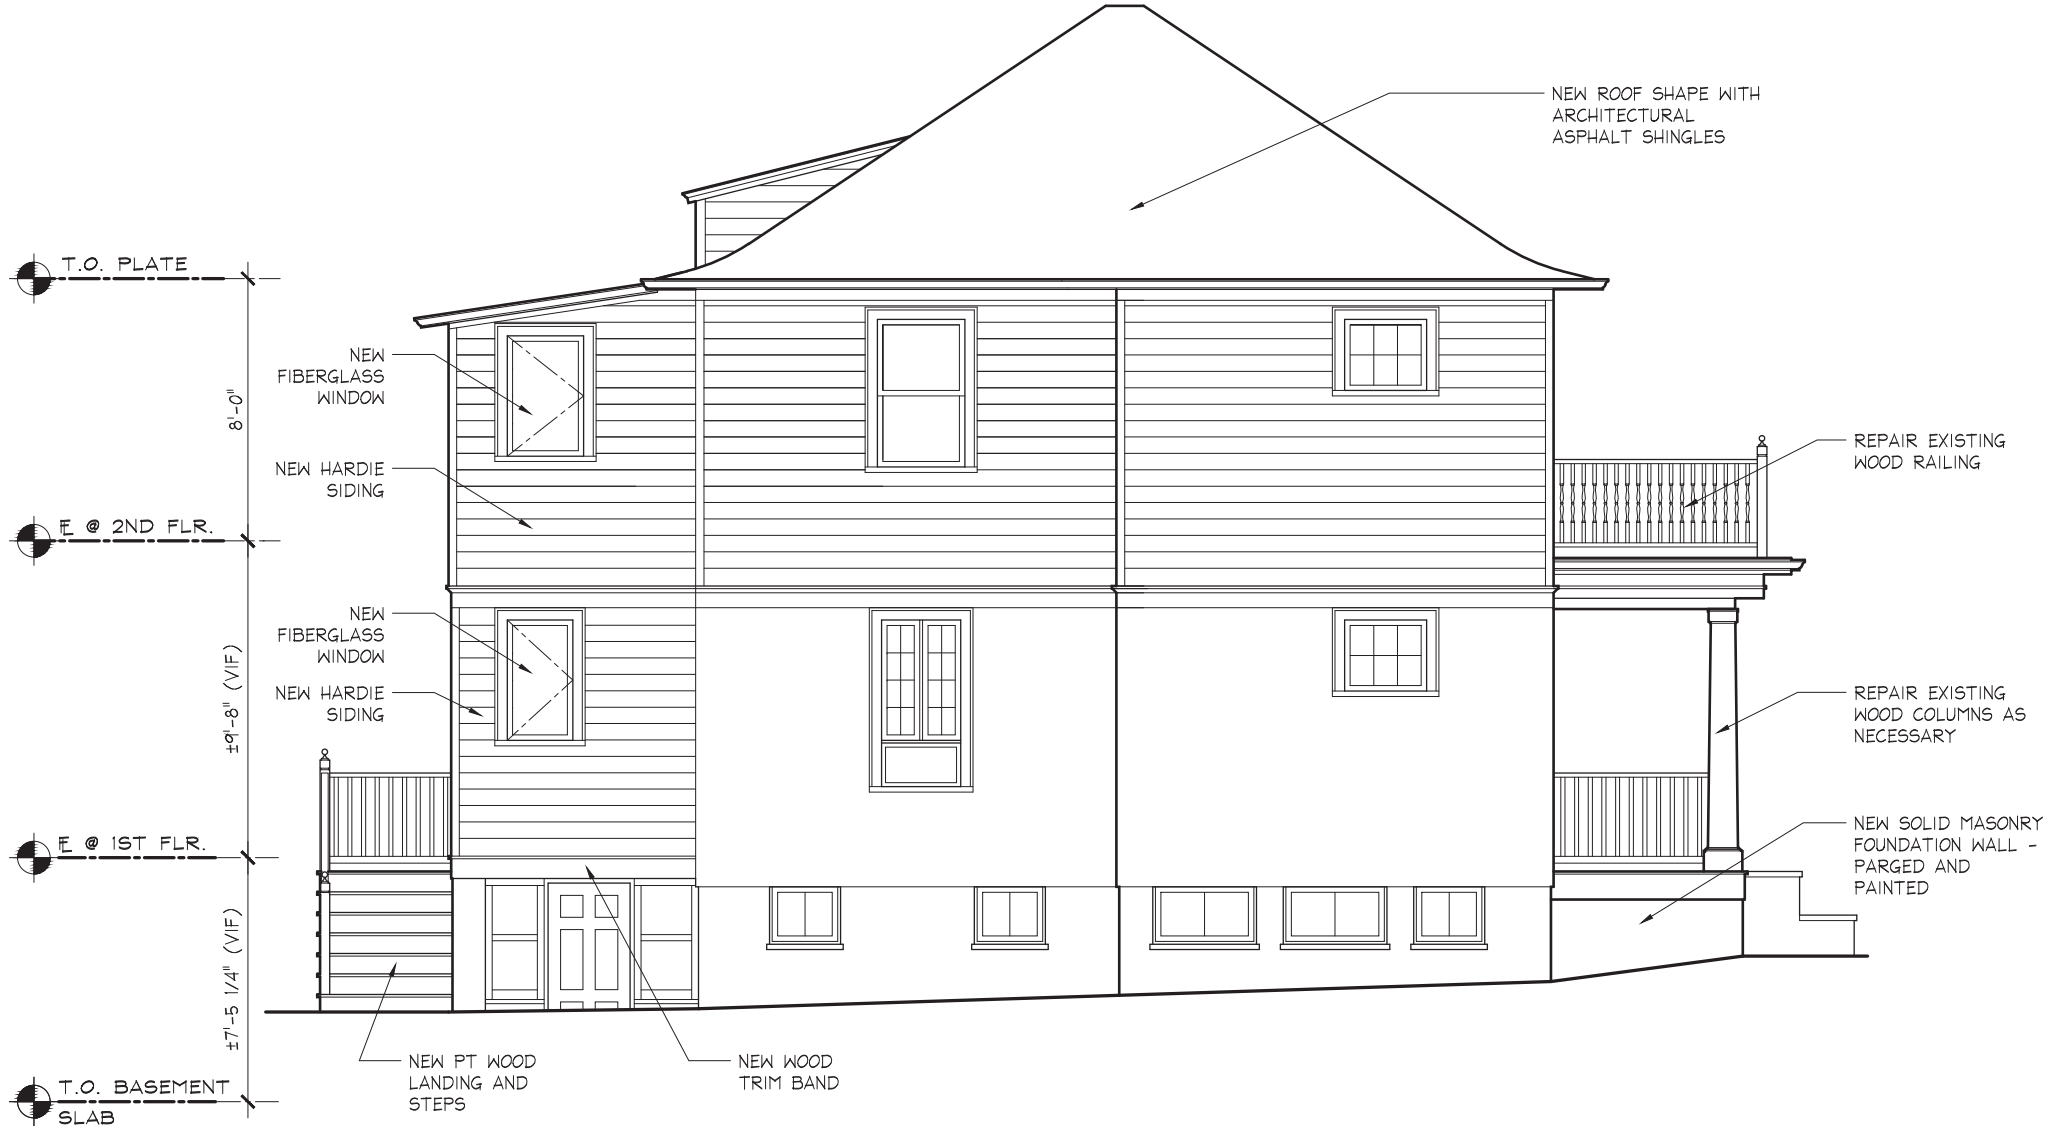 NEW ROOF SHAPE WITH
ARCHITECTURAL
ASPHALT SHINGLES
T.O. PLATE
NEW
FIBERGLASS
WINDOW
8'-0"
REPAIR EXISTING
WOOD RAILING
NEW HARDIE
SIDING
FL @ 2ND FLR.
NEW
FIBERGLASS
WINDOW
±9'-8" (VIF)
NEW HARDIE
SIDING
REPAIR EXISTING
WOOD COLUMNS AS
NECESSARY
FL @ 1ST FLR.
NEW SOLID MASONRY
FOUNDATION WALL -
PARGED AND
PAINTED
±7'-5 1/4" (VIF)
NEW PT WOOD
LANDING AND
STEPS
NEW WOOD
TRIM BAND
T.O. BASEMENT
SLAB